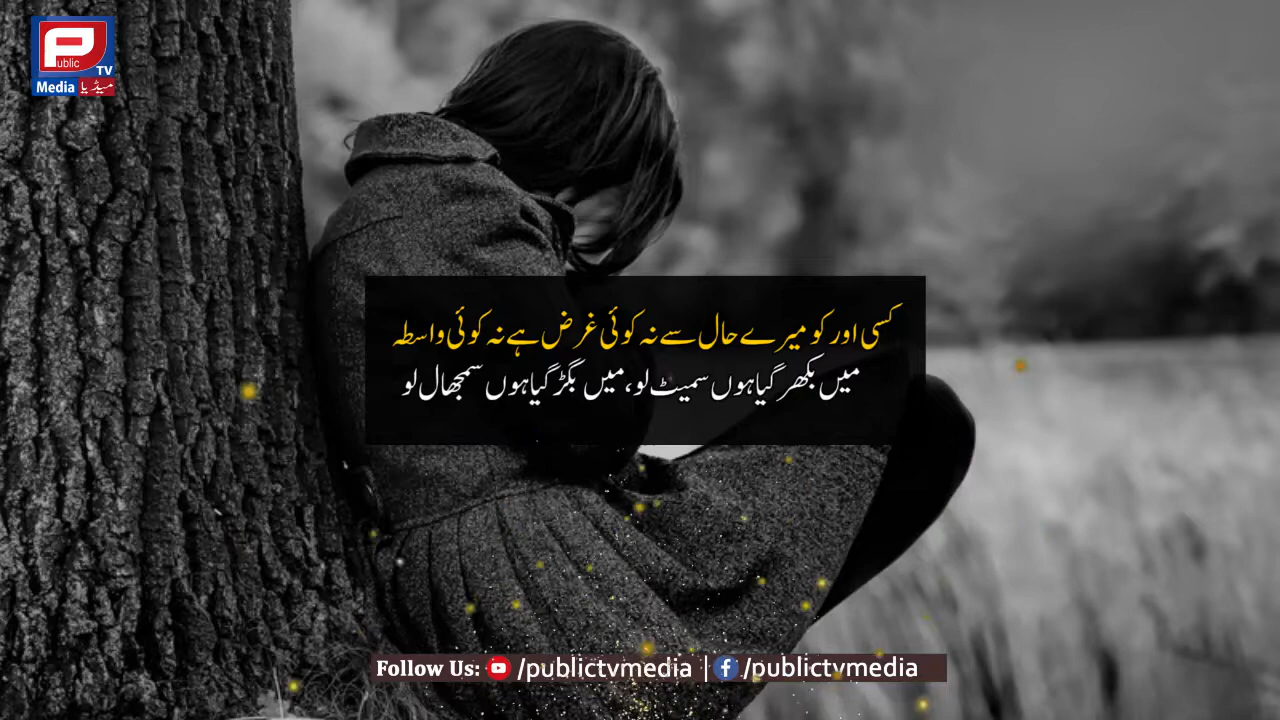 Public
TV
Media میڈیا
کسی اور کو میرے حال سے نہ کوئی غرض ہے نہ کوئی واسطہ
میں بکھر گیا ہوں سمیٹ لو، میں بگڑ گیا ہوں سمجھال لو
Follow Us: /publictvmedia | /publictvmedia